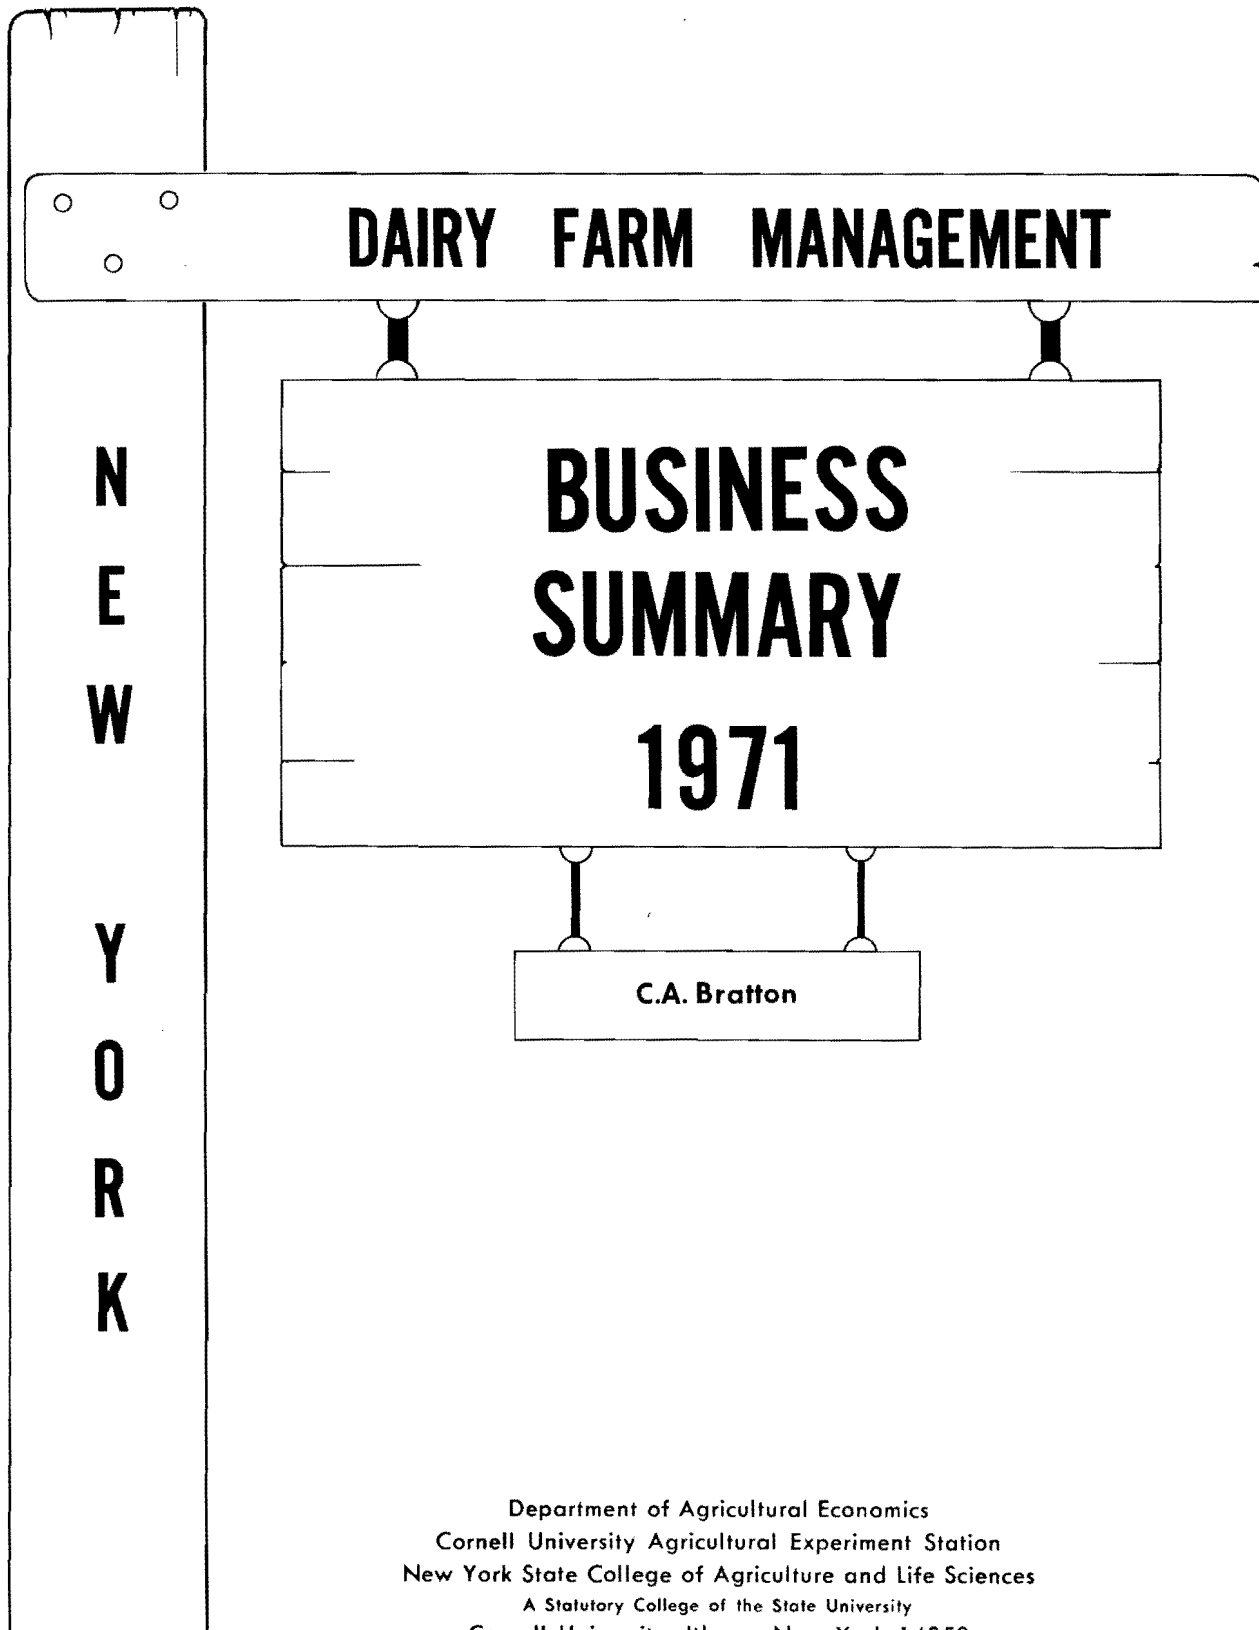 DAIRY FARM MANAGEMENT
BUSINESS
SUMMARY
1971
C.A. Bratton
N
E
W
Y
O
R
K
Department of Agricultural Economics
Cornell University Agricultural Experiment Station
New York State College of Agriculture and Life Sciences
A Statutory College of the State University